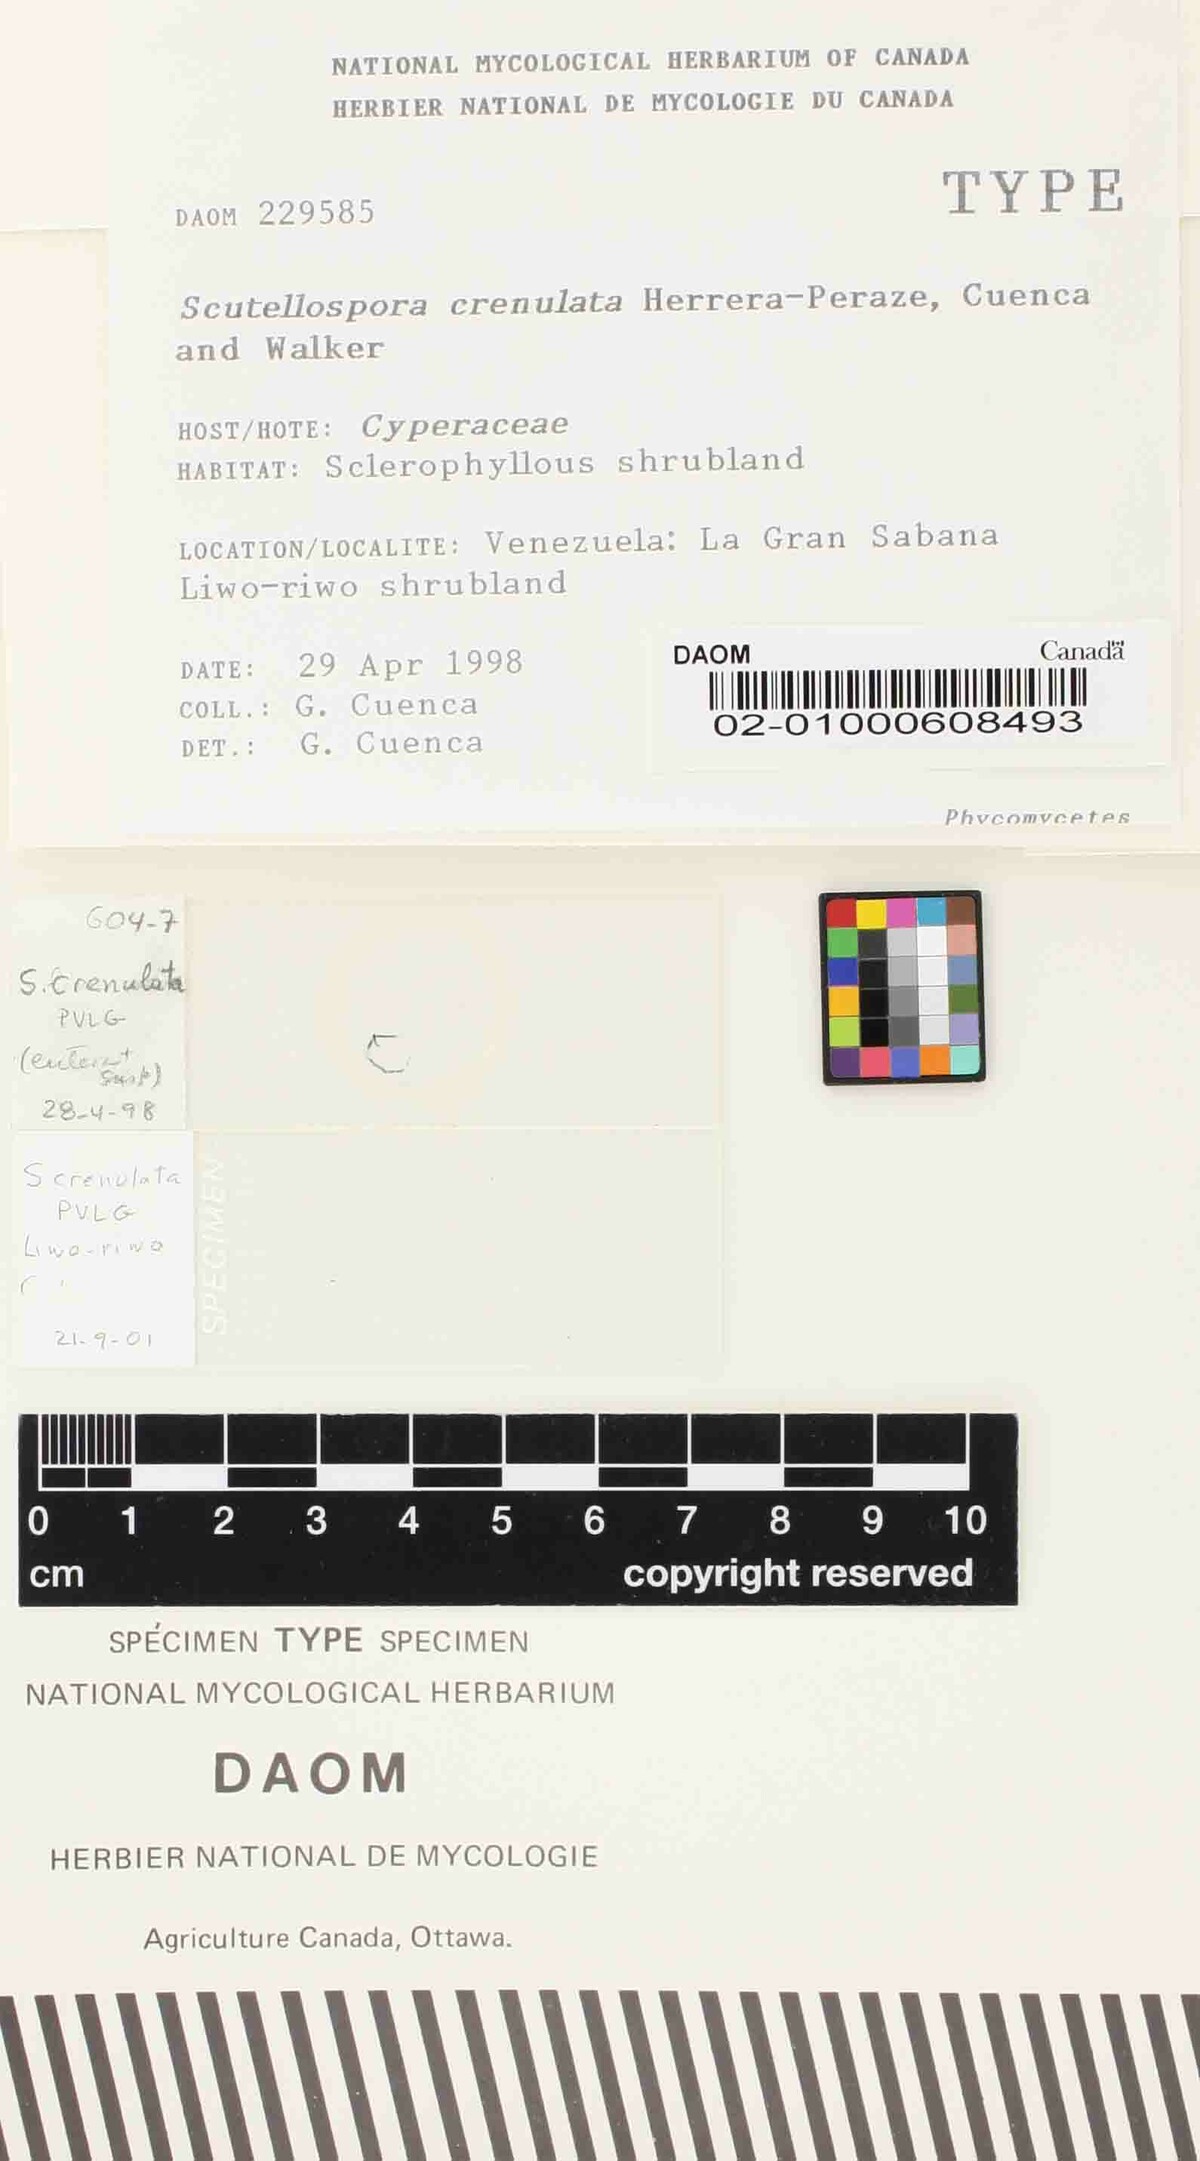 NATIONAL MYCOLOGICAL HERBARIUM OF CANADA
HERBIER NATIONAL DE MYCOLOGIE DU CANADA
TYPE
DAOM 229585
Scutellospora crenulata Herrera-Peraze, Cuenca
and Walker
HOST/HOTE: Cyperaceae
HABITAT: Sclerophyllous shrubland
LOCATION/LOCALITE: Venezuela: La Gran Sabana
Liwo-riwo shrubland
DATE: 29 Apr 1998
COLL.: G. Cuenca
DET.: G. Cuenca
DAOM Canada
02-01000608493
Phycomycetes
604-7
S. crenulata
PVLG
28-4-98
S crenulata
PVLG
Liwo-riwo
21-9-01
SPECIMEN
0 1 2 3 4 5 6 7 8 9 10
cm copyright reserved
SPÉCIMEN TYPE SPECIMEN
NATIONAL MYCOLOGICAL HERBARIUM
DAOM
HERBIER NATIONAL DE MYCOLOGIE
Agriculture Canada, Ottawa.